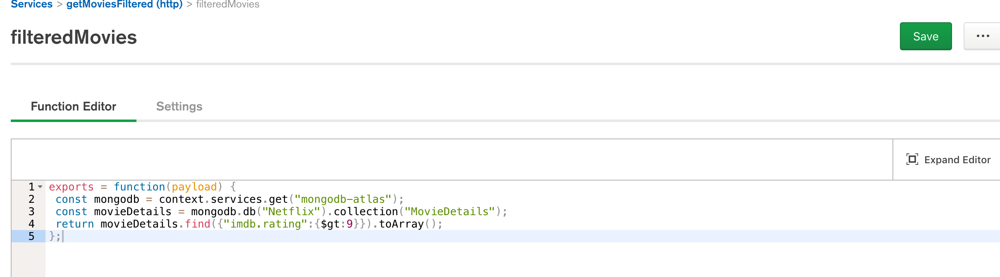 Services > getMoviesFiltered (http) > filteredMovies
filteredMovies
Save
Function Editor
Settings
Expand Editor
1 exports = function(payload) {
2 const mongodb = context.services.get("mongodb-atlas");
3 const movieDetails = mongodb.db("Netflix").collection("MovieDetails");
4 return movieDetails.find({"imdb.rating":{$gt:9}}).toArray();
5 };